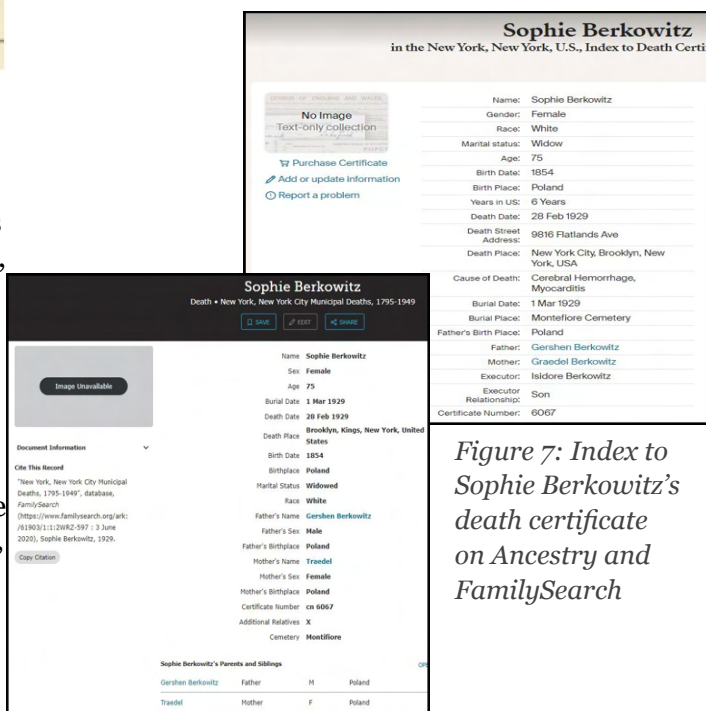 Sophie Berkowitz
in the New York, New York, U.S., Index to Death Certi
No Image
Text-only collection
Purchase Certificate
Add or update information
Report a problem
Name: Sophie Berkowitz
Gender: Female
Race: White
Marital status: Widow
Age: 75
Birth Date: 1854
Birth Place: Poland
Years in US: 6 Years
Death Date: 28 Feb 1929
Death Street Address: 9816 Flatlands Ave
Death Place: New York City, Brooklyn, New
York, USA
Cause of Death: Cerebral Hemorrhage,
Myocarditis
Burial Date: 1 Mar 1929
Burial Place: Montefiore Cemetery
Father's Birth Place: Poland
Father: Gershen Berkowitz
Mother: Graedel Berkowitz
Executor: Isidore Berkowitz
Executor Relationship: Son
Certificate Number: 6067
Sophie Berkowitz
Death • New York, New York City Municipal Deaths, 1795-1949
SAVE EDIT SHARE
Image Unavailable
Document Information
Cite This Record
"New York, New York City Municipal
Deaths, 1795-1949", database,
FamilySearch
(https://www.familysearch.org/ark:
/61903/1:1:2WRZ-597 : 3 June
2020), Sophie Berkowitz, 1929.
Copy Citation
Name Sophie Berkowitz
Sex Female
Age 75
Burial Date 1 Mar 1929
Death Date 28 Feb 1929
Death Place Brooklyn, Kings, New York, United
States
Birth Date 1854
Birthplace Poland
Marital Status Widowed
Race White
Father's Name Gershen Berkowitz
Father's Sex Male
Father's Birthplace Poland
Mother's Name Traedel
Mother's Sex Female
Mother's Birthplace Poland
Certificate Number cn 6067
Additional Relatives X
Cemetery Montifiore
Sophie Berkowitz's Parents and Siblings
Gershen Berkowitz Father M Poland
Traedel Mother F Poland
Figure 7: Index to
Sophie Berkowitz's
death certificate
on Ancestry and
FamilySearch